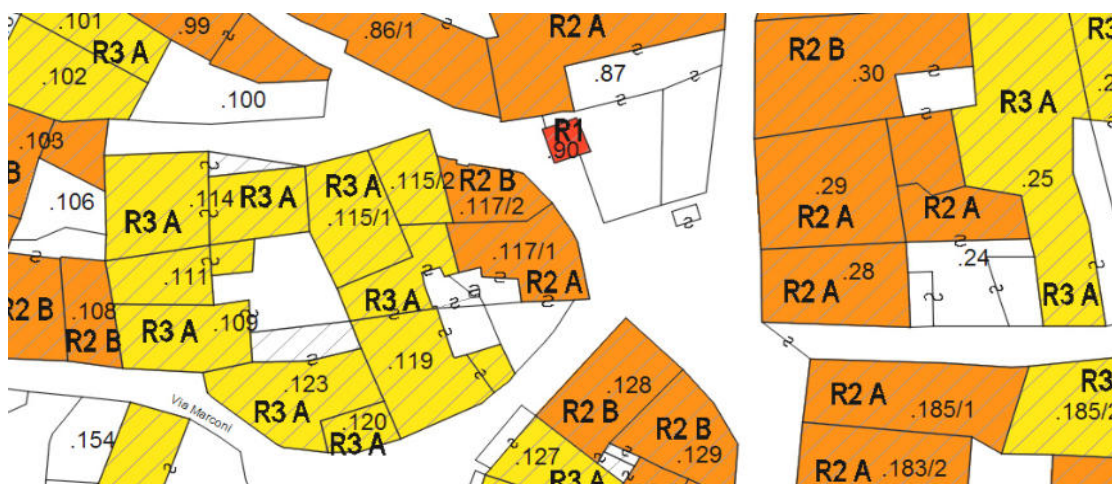 .101
.99
.86/1
R2 A
R3 A
.102
.100
.87
R2 B
.30
R3 A
.103
R1
.90
B
.106
R3 A
.114
R3 A
R3 A
.115/1
.115/2
R2 B
.117/2
.29
R2 A
R2 A
.25
.111
.117/1
R2 A
.24
.28
R2 A
R3 A
R2 B
.108
R2 B
R3 A
.109
R3 A
.119
.123
R3 A
.120
R3 A
Via Marconi
.154
.128
R2 B
R2 B
.129
.127
R3 A
R2 A
.185/1
R3
.185/2
R2 A
.183/2